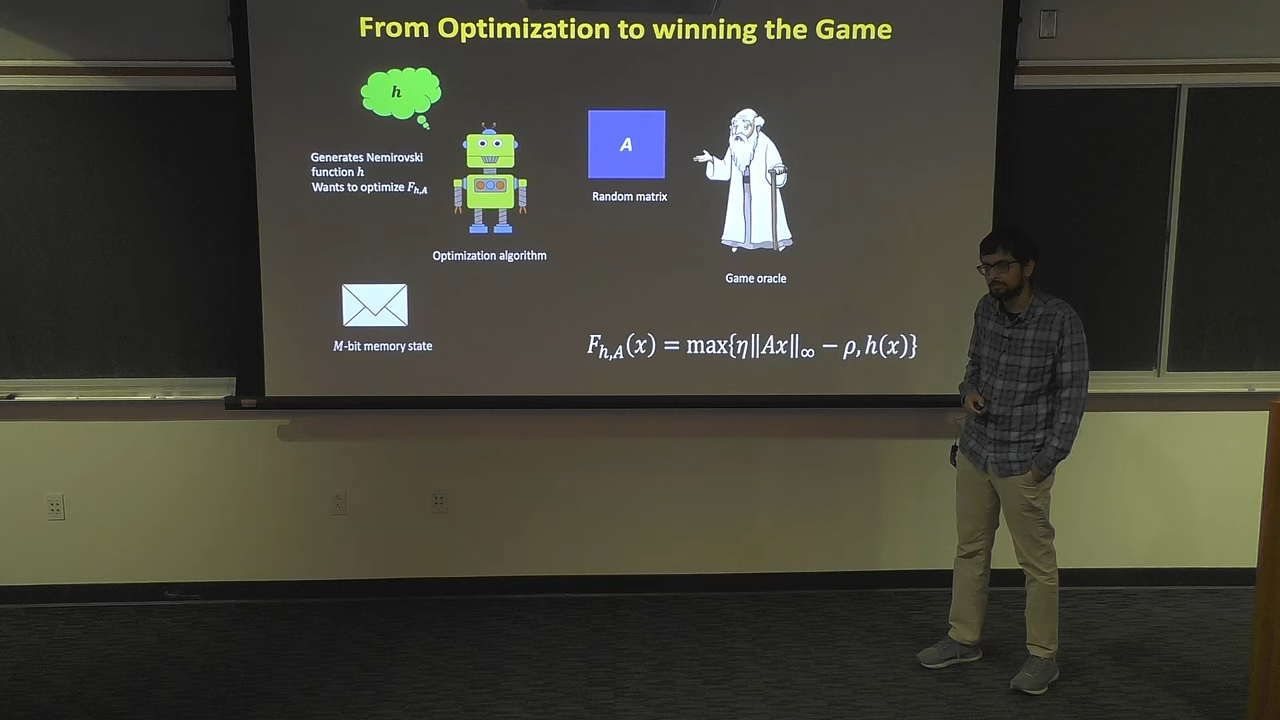 From Optimization to winning the Game
h
Generates Nemirovski
function h
Wants to optimize F_{h,A}
Optimization algorithm
A
Random matrix
Game oracle
M-bit memory state
F_{h,A}(x) = max{η‖Ax‖_∞ − ρ, h(x)}